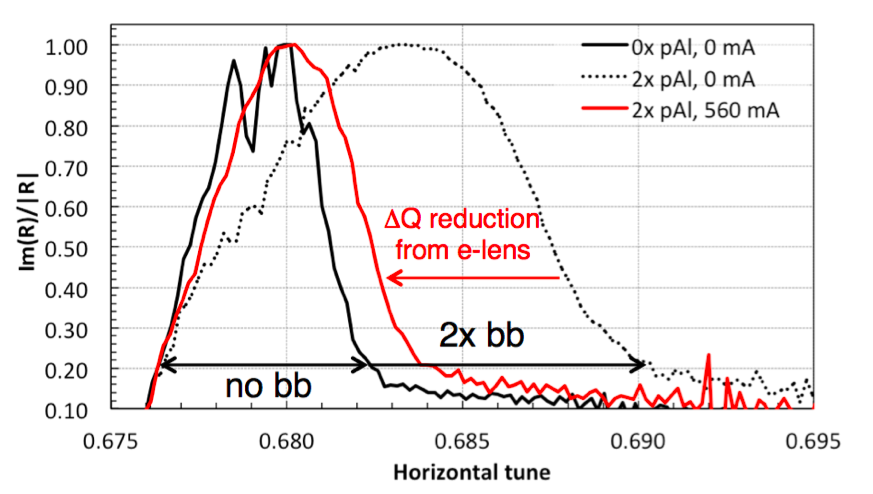 1.00
0.90
0.80
0.70
0.60
0.50
0.40
0.30
0.20
0.10
Im(R)/|R|
0x pAl, 0 mA
2x pAl, 0 mA
2x pAl, 560 mA
ΔQ reduction
from e-lens
2x bb
no bb
0.675 0.680 0.685 0.690 0.695
Horizontal tune